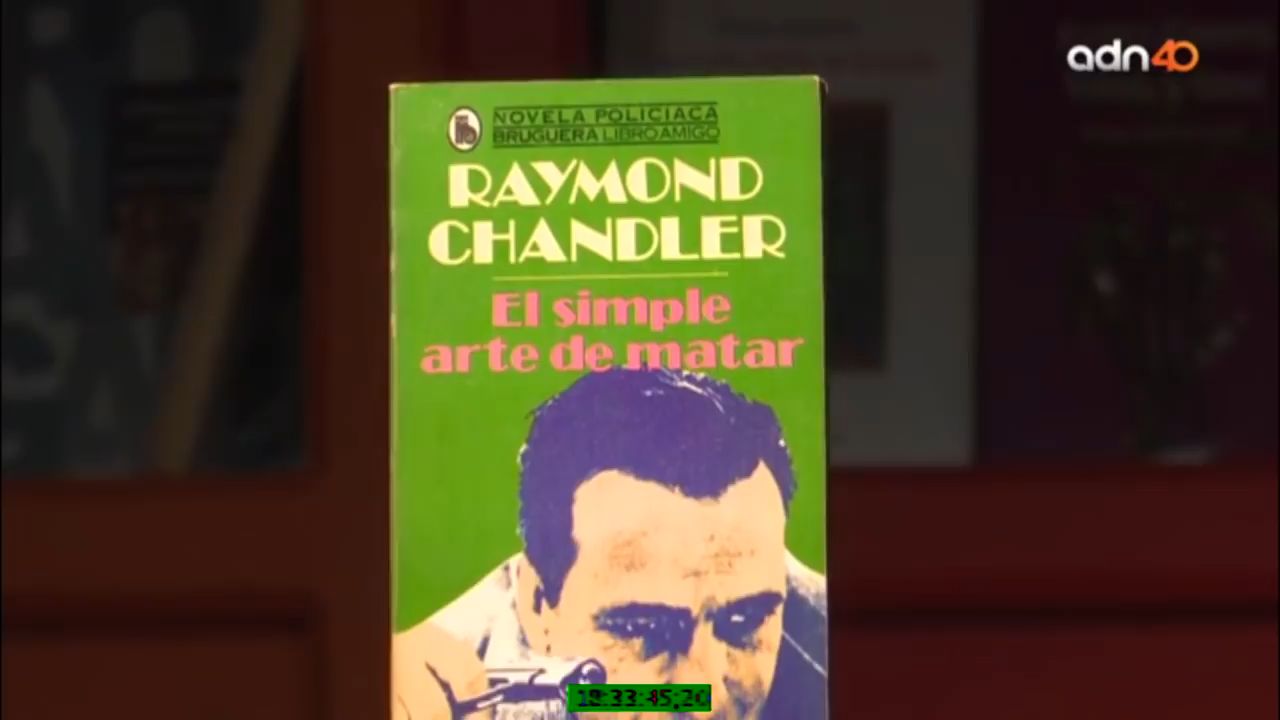 adn40
NOVELA POLICIACA
BRUGUERA LIBRO AMIGO
RAYMOND
CHANDLER
El simple
arte de matar